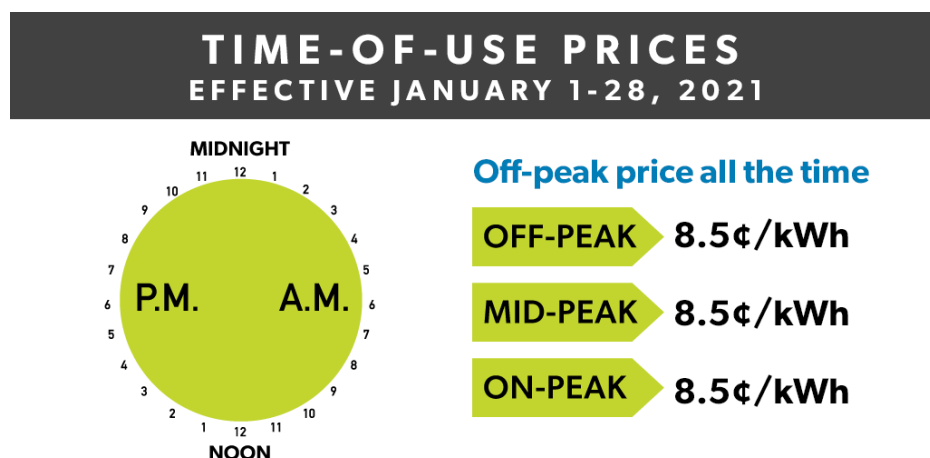 TIME-OF-USE PRICES
EFFECTIVE JANUARY 1-28, 2021
MIDNIGHT
12
11 1
10 2
9 3
8 4
7 5
6 P.M. A.M. 6
5 7
4 8
3 9
2 10
1 12 11
NOON
Off-peak price all the time
OFF-PEAK 8.5¢/kWh
MID-PEAK 8.5¢/kWh
ON-PEAK 8.5¢/kWh